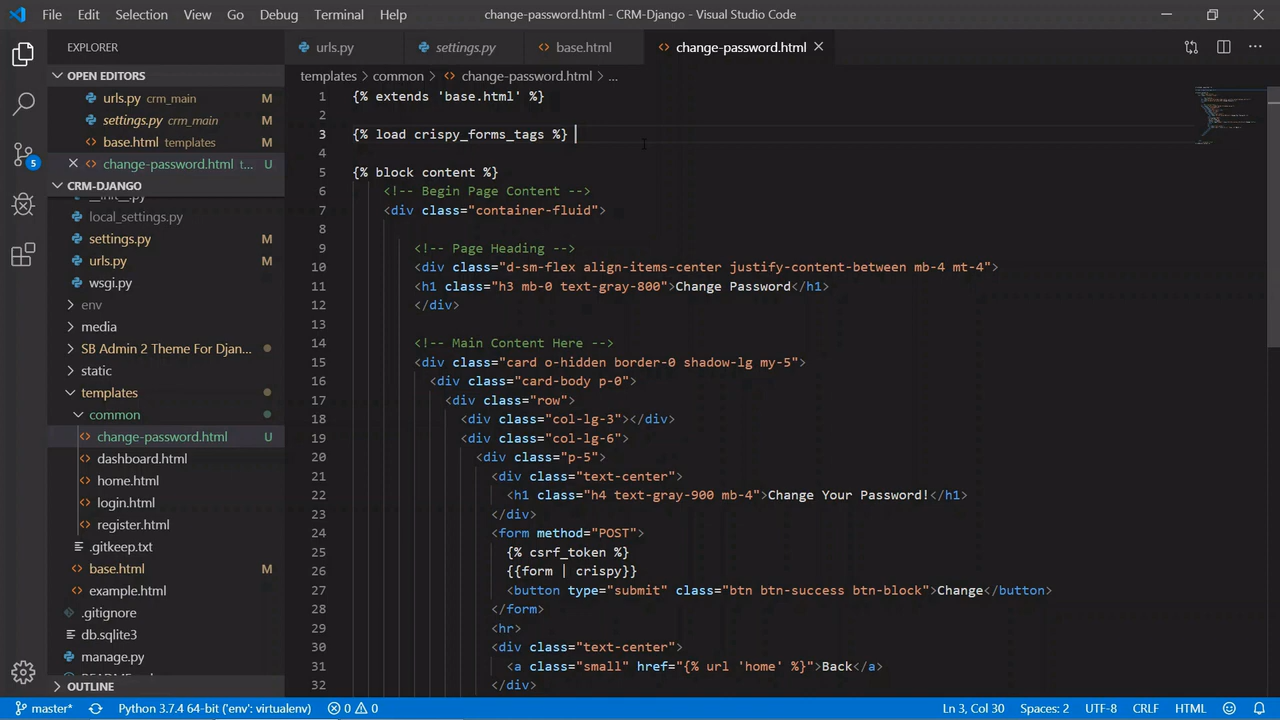 File Edit Selection View Go Debug Terminal Help change-password.html - CRM-Django - Visual Studio Code
EXPLORER
OPEN EDITORS
urls.py crm_main M
settings.py crm_main M
base.html templates M
change-password.html t... U
5
CRM-DJANGO
local_settings.py
settings.py M
urls.py M
wsgi.py
env
media
SB Admin 2 Theme For Djan...
static
templates
common
change-password.html U
dashboard.html
home.html
login.html
register.html
.gitkeep.txt
base.html M
example.html
.gitignore
db.sqlite3
manage.py
OUTLINE
urls.py settings.py base.html change-password.html
templates > common > change-password.html > ...
1 {% extends 'base.html' %}
2
3 {% load crispy_forms_tags %}
4
5 {% block content %}
6 <!-- Begin Page Content -->
7 <div class="container-fluid">
8
9 <!-- Page Heading -->
10 <div class="d-sm-flex align-items-center justify-content-between mb-4 mt-4">
11 <h1 class="h3 mb-0 text-gray-800">Change Password</h1>
12 </div>
13
14 <!-- Main Content Here -->
15 <div class="card o-hidden border-0 shadow-lg my-5">
16 <div class="card-body p-0">
17 <div class="row">
18 <div class="col-lg-3"></div>
19 <div class="col-lg-6">
20 <div class="p-5">
21 <div class="text-center">
22 <h1 class="h4 text-gray-900 mb-4">Change Your Password!</h1>
23 </div>
24 <form method="POST">
25 {% csrf_token %}
26 {{form | crispy}}
27 <button type="submit" class="btn btn-success btn-block">Change</button>
28 </form>
29 <hr>
30 <div class="text-center">
31 <a class="small" href="{% url 'home' %}">Back</a>
32 </div>
master* Python 3.7.4 64-bit ('env': virtualenv) 0 0 Ln 3, Col 30 Spaces: 2 UTF-8 CRLF HTML